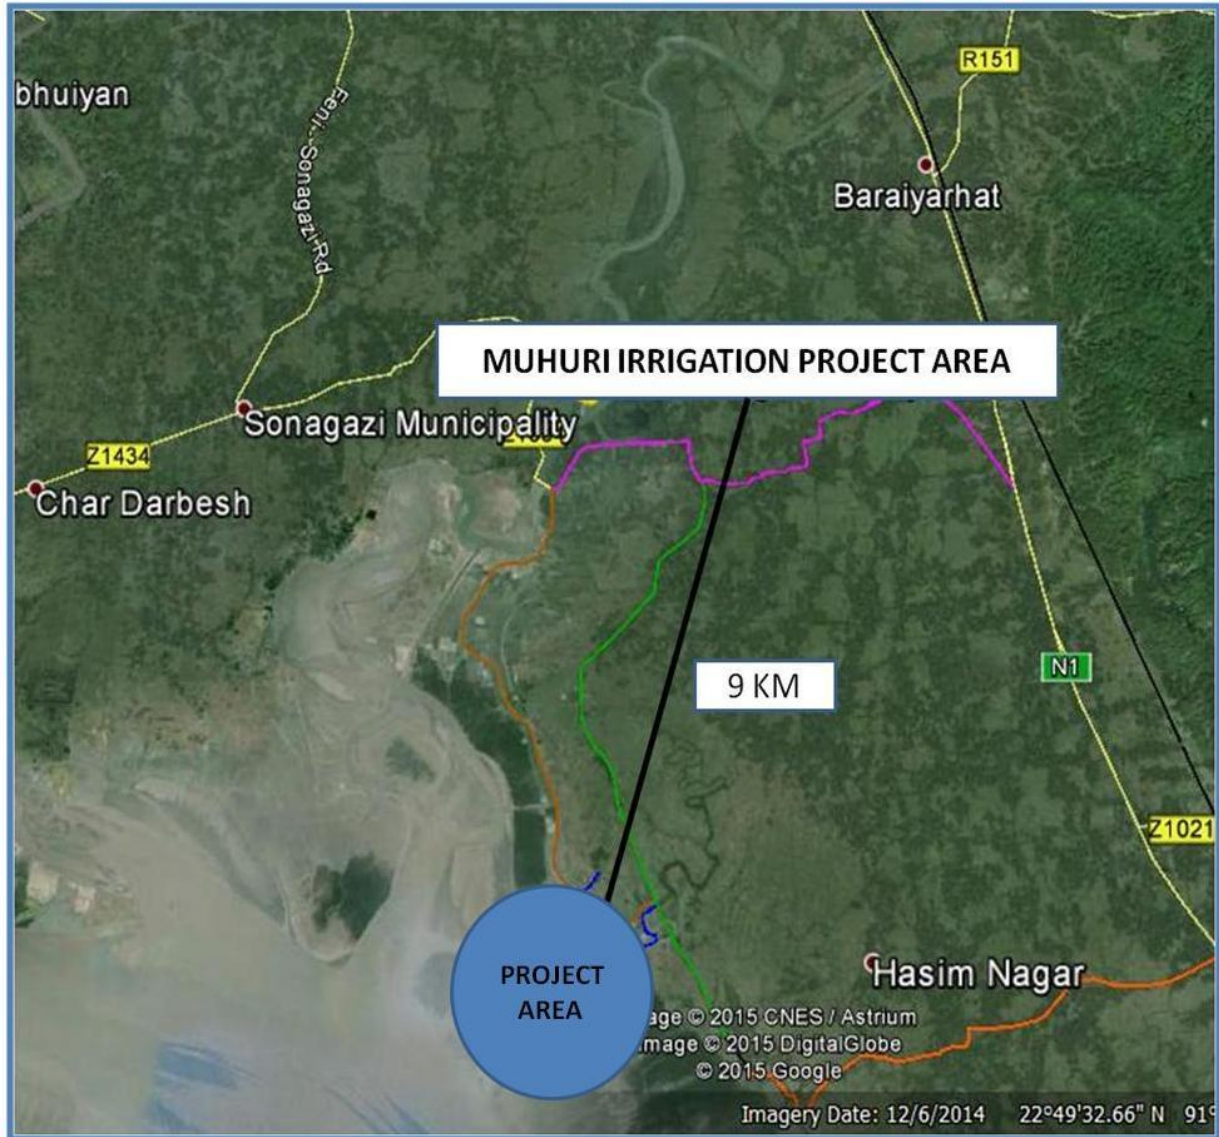 R151
bhuiyan
Feni - Sonagazi Rd
Baraiyarhat
MUHURI IRRIGATION PROJECT AREA
Sonagazi Municipality
Z1434
Char Darbesh
N1
9 KM
Z1021
PROJECT
AREA
Hasim Nagar
age © 2015 CNES / Astrium
mage © 2015 DigitalGlobe
© 2015 Google
Imagery Date: 12/6/2014 22°49'32.66" N 91°